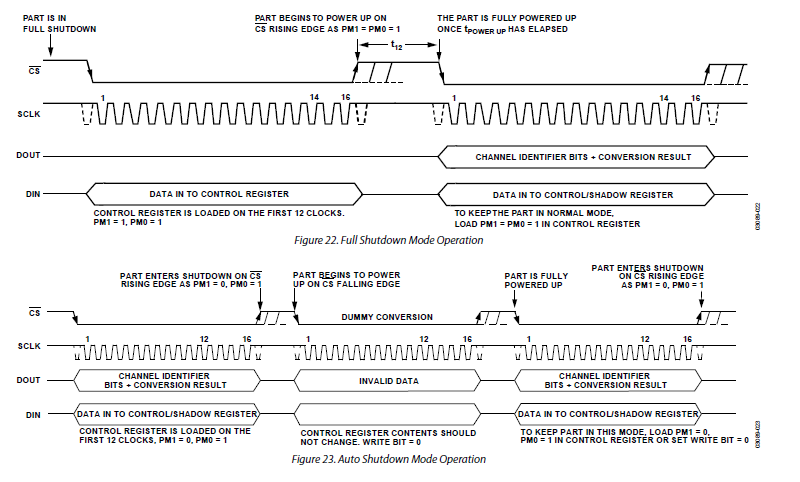 PART IS IN
FULL SHUTDOWN
PART BEGINS TO POWER UP ON
CS RISING EDGE AS PM1 = PM0 = 1
THE PART IS FULLY POWERED UP
ONCE tPOWER UP HAS ELAPSED
t12
CS
1
14
16
1
14
16
SCLK
DOUT
CHANNEL IDENTIFIER BITS + CONVERSION RESULT
DIN
DATA IN TO CONTROL REGISTER
DATA IN TO CONTROL/SHADOW REGISTER
CONTROL REGISTER IS LOADED ON THE FIRST 12 CLOCKS.
PM1 = 1, PM0 = 1
TO KEEP THE PART IN NORMAL MODE,
LOAD PM1 = PM0 = 1 IN CONTROL REGISTER
03089-022
Figure 22. Full Shutdown Mode Operation
PART ENTERS SHUTDOWN ON CS
RISING EDGE AS PM1 = 0, PM0 = 1
PART BEGINS TO POWER
UP ON CS FALLING EDGE
PART IS FULLY
POWERED UP
PART ENTERS SHUTDOWN
ON CS RISING EDGE
AS PM1 = 0, PM0 = 1
CS
DUMMY CONVERSION
1
12
16
1
12
16
1
12
16
SCLK
DOUT
CHANNEL IDENTIFIER
BITS + CONVERSION RESULT
INVALID DATA
CHANNEL IDENTIFIER
BITS + CONVERSION RESULT
DIN
DATA IN TO CONTROL/SHADOW REGISTER
DATA IN TO CONTROL/SHADOW REGISTER
CONTROL REGISTER IS LOADED ON THE
FIRST 12 CLOCKS, PM1 = 0, PM0 = 1
CONTROL REGISTER CONTENTS SHOULD
NOT CHANGE. WRITE BIT = 0
TO KEEP PART IN THIS MODE, LOAD PM1 = 0,
PM0 = 1 IN CONTROL REGISTER OR SET WRITE BIT = 0
03089-023
Figure 23. Auto Shutdown Mode Operation